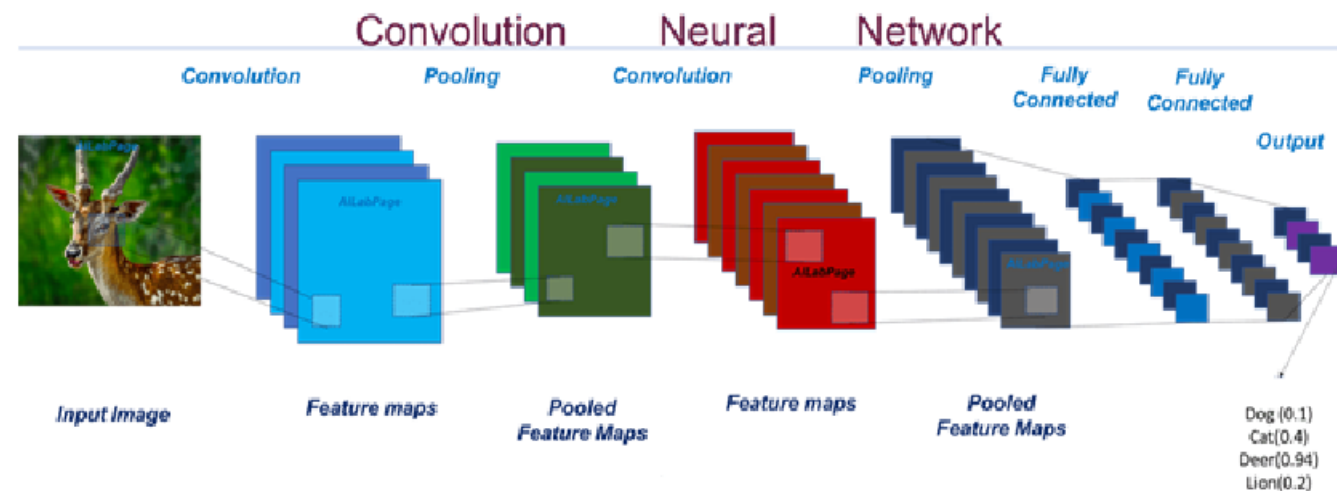 Convolution Neural Network
Convolution Pooling Convolution Pooling Fully Connected Fully Connected Output
AILabPage
AILabPage
AILabPage
AILabPage
AILabPage
Input Image Feature maps Pooled Feature Maps Feature maps Pooled Feature Maps
Dog (0.1)
Cat(0.4)
Deer(0.94)
Lion(0.2)